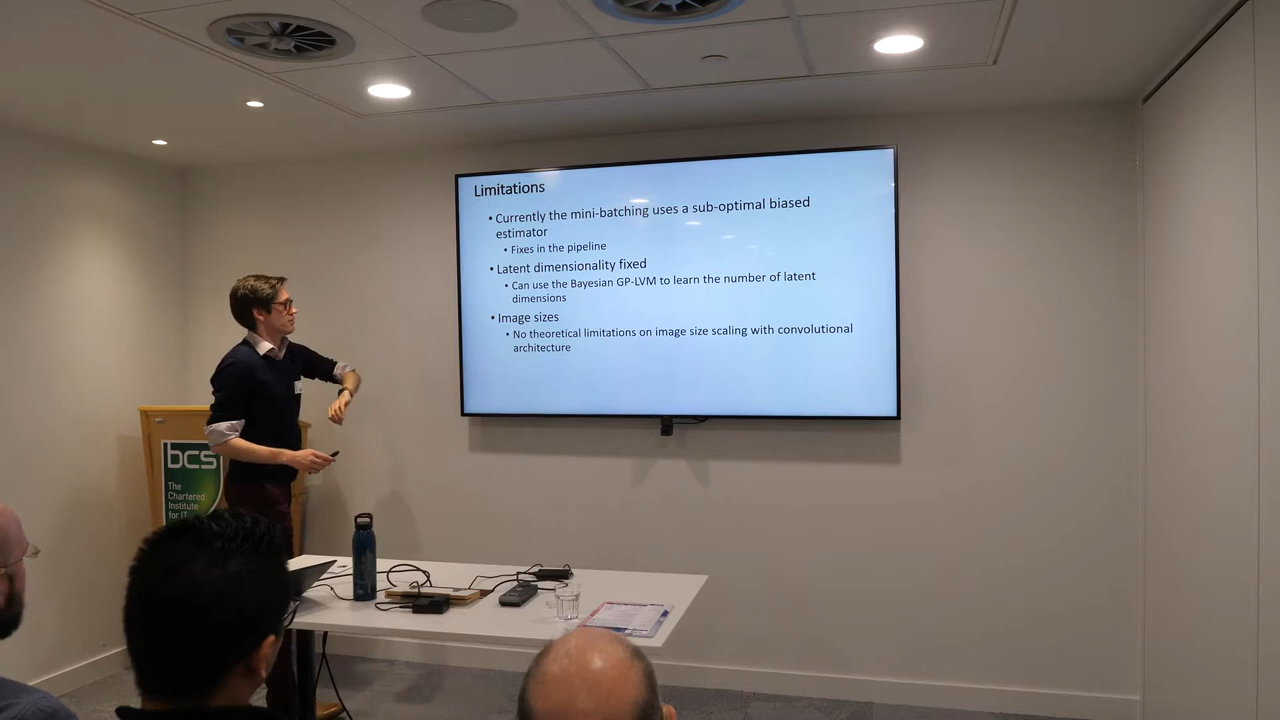 Limitations
• Currently the mini-batching uses a sub-optimal biased
estimator
• Fixes in the pipeline
• Latent dimensionality fixed
• Can use the Bayesian GP-LVM to learn the number of latent
dimensions
• Image sizes
• No theoretical limitations on image size scaling with convolutional
architecture
bcs
The
Chartered
Institute
for IT